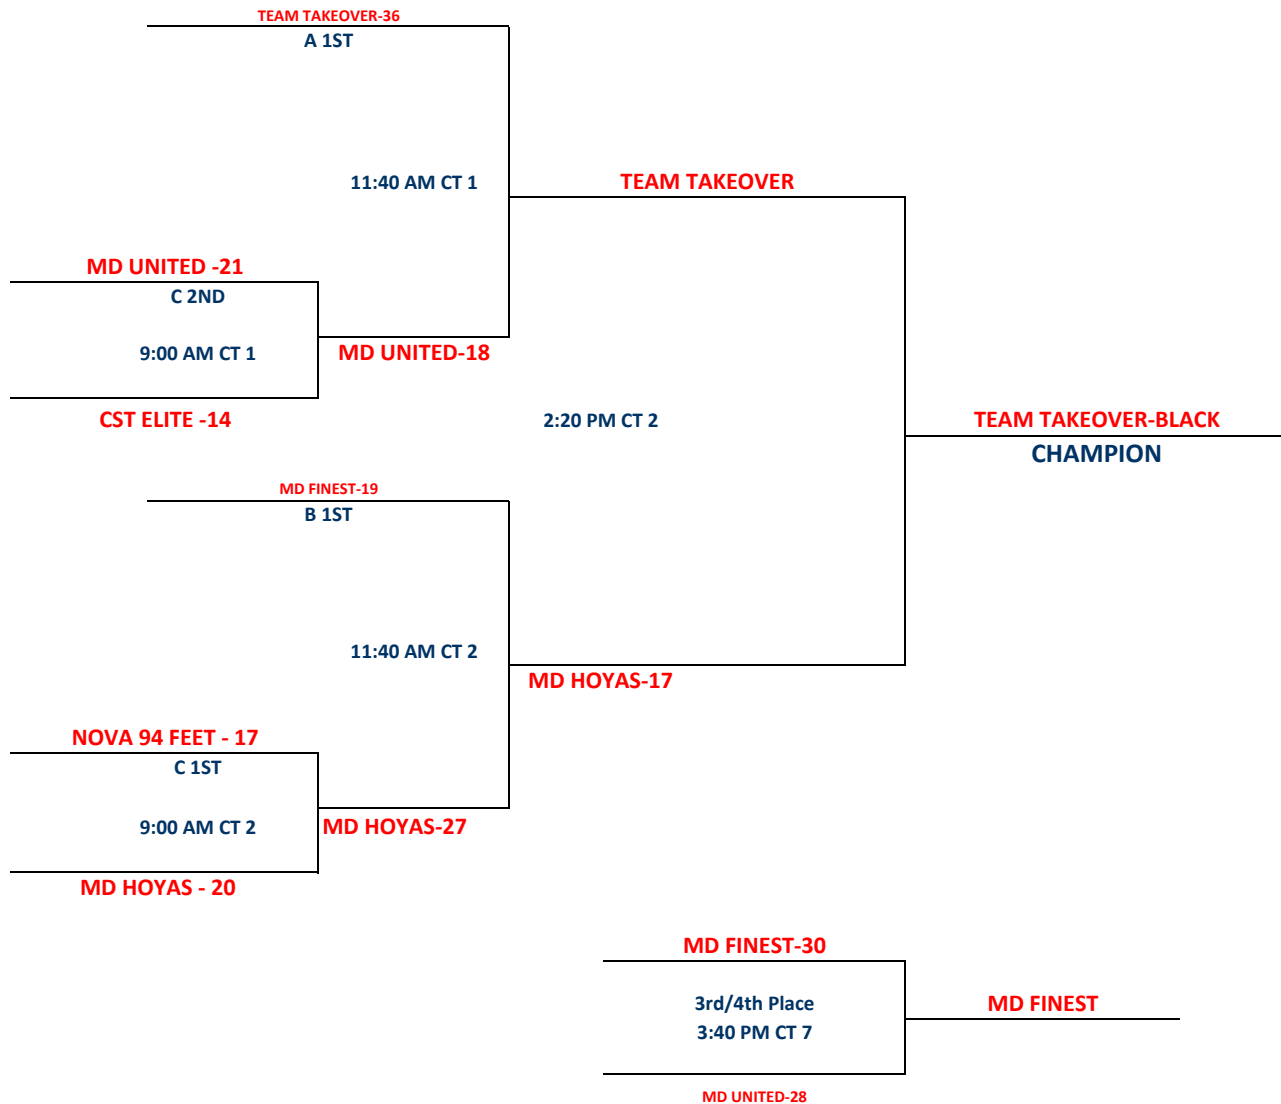 TEAM TAKEOVER-36
A 1ST
11:40 AM CT 1
TEAM TAKEOVER
MD UNITED -21
C 2ND
9:00 AM CT 1
MD UNITED-18
CST ELITE -14
2:20 PM CT 2
TEAM TAKEOVER-BLACK
CHAMPION
MD FINEST-19
B 1ST
11:40 AM CT 2
MD HOYAS-17
NOVA 94 FEET - 17
C 1ST
9:00 AM CT 2
MD HOYAS-27
MD HOYAS - 20
MD FINEST-30
3rd/4th Place
3:40 PM CT 7
MD FINEST
MD UNITED-28